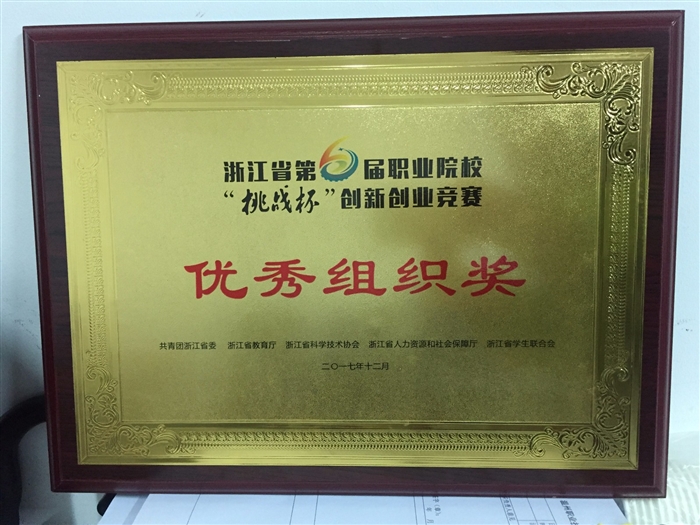 浙江省第6届职业院校
“挑战杯”创新创业竞赛
优秀组织奖
共青团浙江省委 浙江省教育厅 浙江省科学技术协会 浙江省人力资源和社会保障厅 浙江省学生联合会
二〇一七年十二月